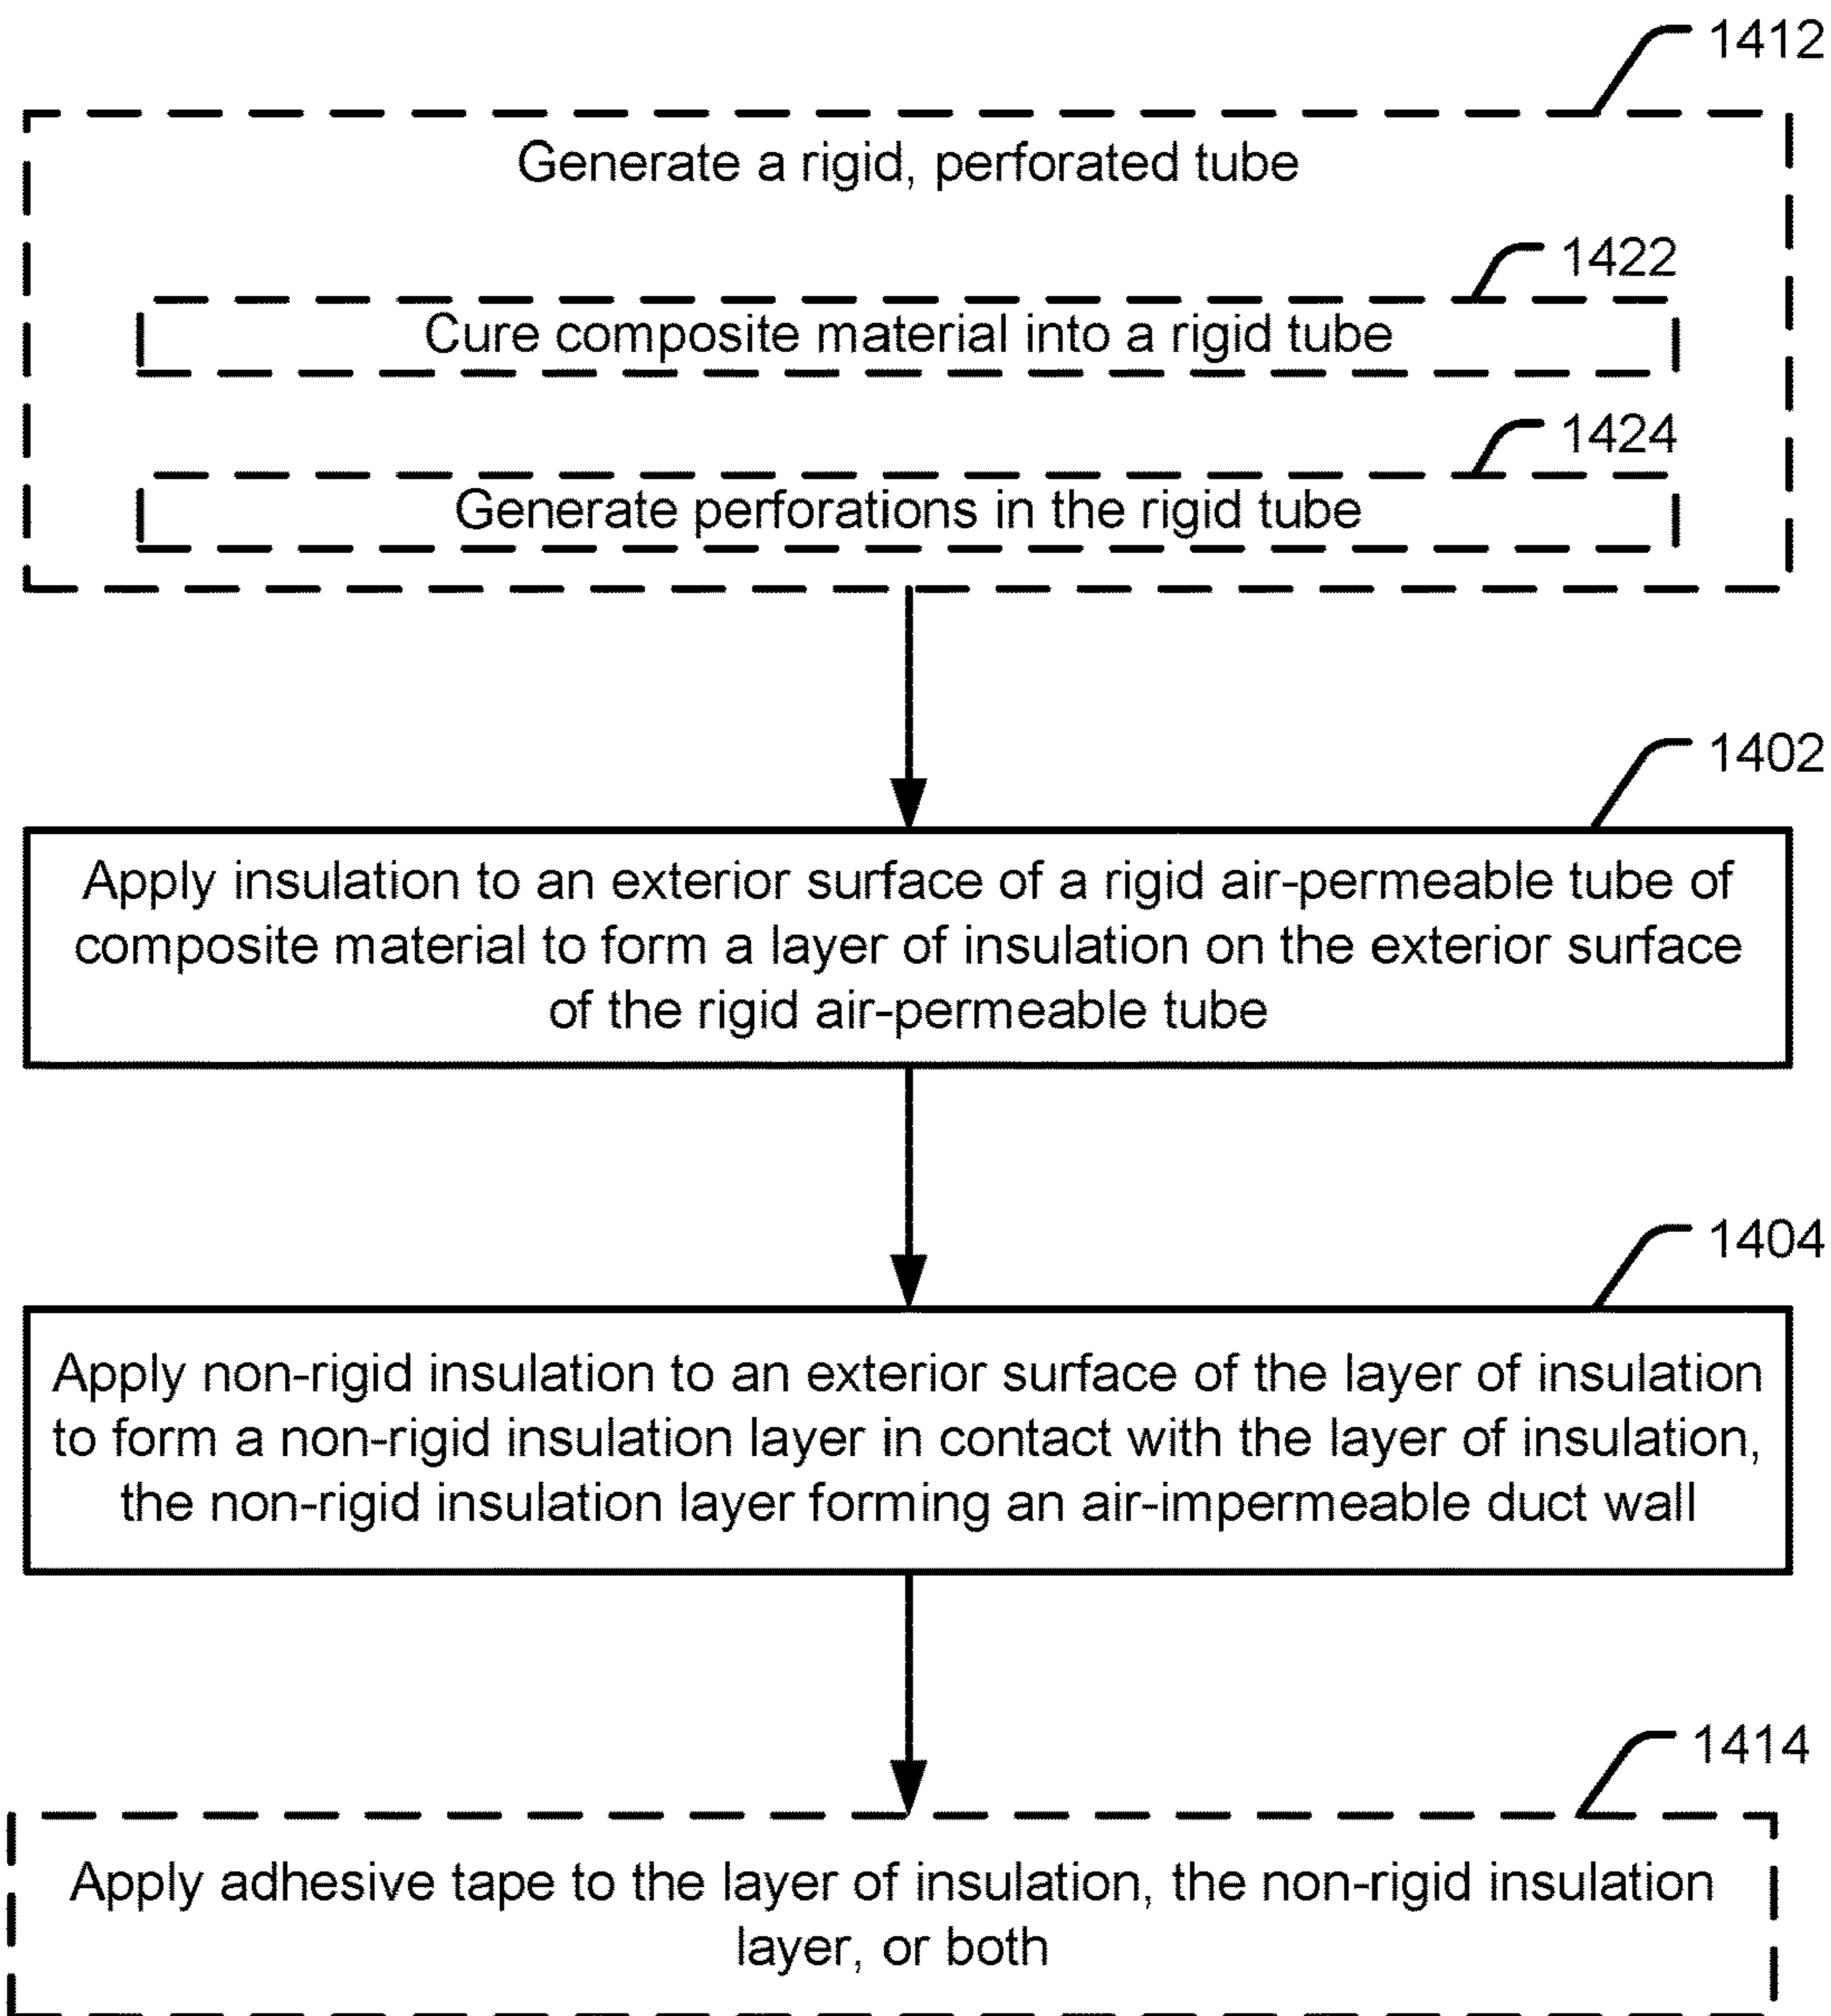 1412
Generate a rigid, perforated tube
1422
Cure composite material into a rigid tube
1424
Generate perforations in the rigid tube
1402
Apply insulation to an exterior surface of a rigid air-permeable tube of
composite material to form a layer of insulation on the exterior surface
of the rigid air-permeable tube
1404
Apply non-rigid insulation to an exterior surface of the layer of insulation
to form a non-rigid insulation layer in contact with the layer of insulation,
the non-rigid insulation layer forming an air-impermeable duct wall
1414
Apply adhesive tape to the layer of insulation, the non-rigid insulation
layer, or both